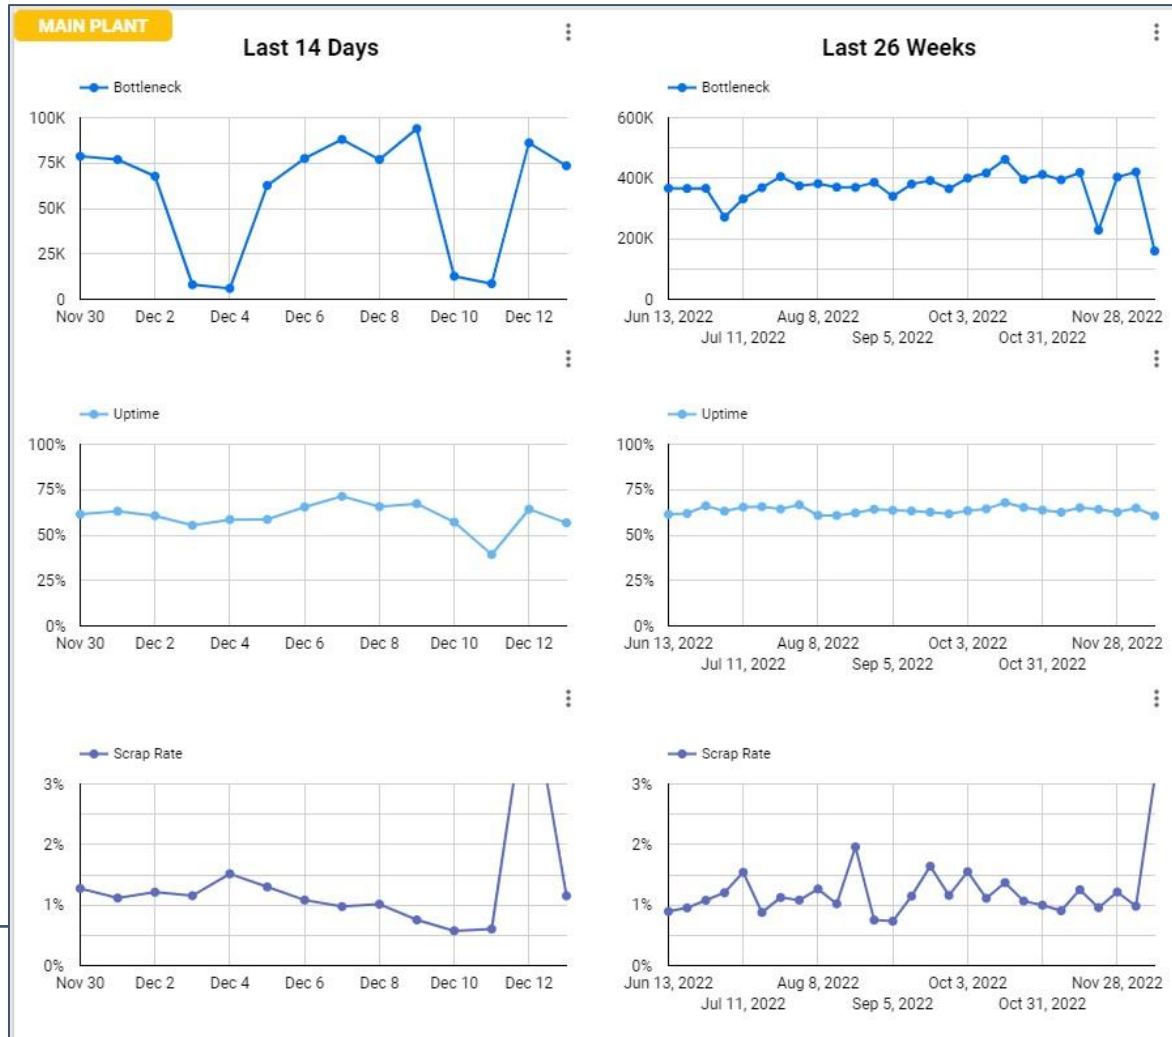 MAIN PLANT
Last 14 Days
Bottleneck
100K
75K
50K
25K
0
Nov 30 Dec 2 Dec 4 Dec 6 Dec 8 Dec 10 Dec 12
Uptime
100%
75%
50%
25%
0%
Nov 30 Dec 2 Dec 4 Dec 6 Dec 8 Dec 10 Dec 12
Scrap Rate
3%
2%
1%
0%
Nov 30 Dec 2 Dec 4 Dec 6 Dec 8 Dec 10 Dec 12
Last 26 Weeks
Bottleneck
600K
400K
200K
0
Jun 13, 2022 Aug 8, 2022 Oct 3, 2022 Nov 28, 2022
Jul 11, 2022 Sep 5, 2022 Oct 31, 2022
Uptime
100%
75%
50%
25%
0%
Jun 13, 2022 Aug 8, 2022 Oct 3, 2022 Nov 28, 2022
Jul 11, 2022 Sep 5, 2022 Oct 31, 2022
Scrap Rate
3%
2%
1%
0%
Jun 13, 2022 Aug 8, 2022 Oct 3, 2022 Nov 28, 2022
Jul 11, 2022 Sep 5, 2022 Oct 31, 2022